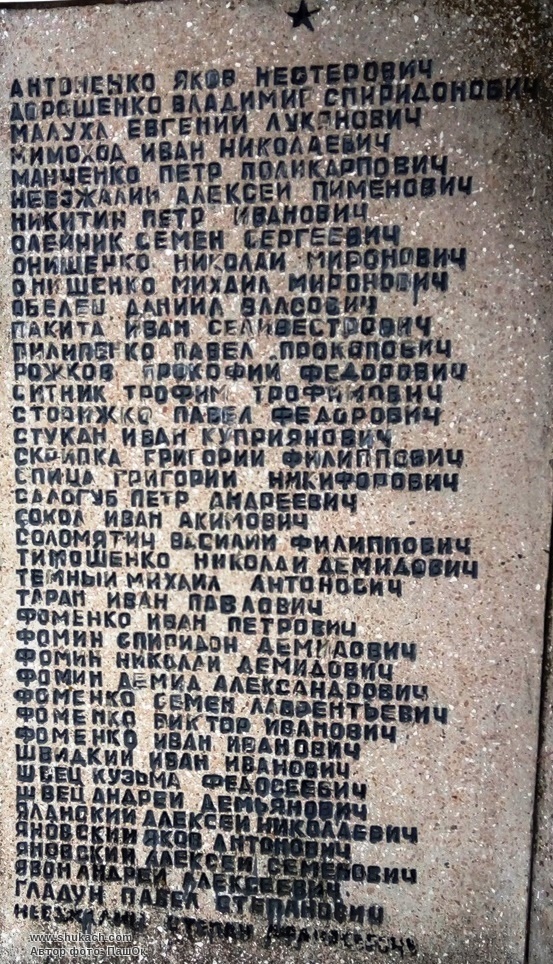 АНТОНЕНКО ЯКОВ НЕСТЕРОВИЧ
ДОРОШЕНКО ВЛАДИМИР СПИРИДОНОВИЧ
МАЛУХА ЕВГЕНИЙ ЛУКАНОВИЧ
МИМОХОД ИВАН НИКОЛАЕВИЧ
МАНЧЕНКО ПЕТР ПОЛИКАРПОВИЧ
НЕЕЗЖАЛИЙ АЛЕКСЕЙ ПИМЕНОВИЧ
НИКИТИН ПЕТР ИВАНОВИЧ
ОЛЕЙНИК СЕМЕН СЕРГЕЕВИЧ
ОНИЩЕНКО НИКОЛАЙ МИРОНОВИЧ
ОНИЩЕНКО МИХАИЛ МИРОНОВИЧ
ОБЕЛЕЦ ДАНИИЛ ВЛАСОВИЧ
ПАКИТА ИВАН СЕЛИВЕСТРОВИЧ
ПИЛИПЕНКО ПАВЕЛ ПРОКОПОВИЧ
РОЖКОВ ПРОКОФИЙ ФЕДОРОВИЧ
СИТНИК ТРОФИМ ТРОФИМОВИЧ
СТОРИЖКО ПАВЕЛ ФЕДОРОВИЧ
СТУКАН ИВАН КУПРИЯНОВИЧ
СКРИПКА ГРИГОРИЙ ФИЛИППОВИЧ
СПИЦА ГРИГОРИЙ НИКИФОРОВИЧ
САЛОГУБ ПЕТР АНДРЕЕВИЧ
СОКОЛ ИВАН АКИМОВИЧ
СОЛОМЯТИЧ ВАСИЛИЙ ФИЛИППОВИЧ
ТИМОШЕНКО НИКОЛАЙ ДЕМИДОВИЧ
ТЕМНЫЙ МИХАИЛ АНТОНОВИЧ
ТАРАН ИВАН ПАВЛОВИЧ
ФОМЕНКО ИВАН ПЕТРОВИЧ
ФОМИН СПИРИДОН ДЕМИДОВИЧ
ФОМИН НИКОЛАЙ ДЕМИДОВИЧ
ФОМИН ДЕМИД АЛЕКСАНДРОВИЧ
ФОМЕНКО СЕМЕН ЛАВРЕНТЬЕВИЧ
ФОМЕНКО ВИКТОР ИВАНОВИЧ
ФОМЕНКО ИВАН ИВАНОВИЧ
ШВИДКИЙ ИВАН ИВАНОВИЧ
ШВЕЦ КУЗЬМА ФЕДОСЕЕВИЧ
ШВЕЦ АНДРЕЙ ДЕМЬЯНОВИЧ
ЯЛАНСКИЙ АЛЕКСЕЙ НИКОЛАЕВИЧ
ЯНОВСКИЙ ЯКОВ АНТОНОВИЧ
ЯНОВСКИЙ АЛЕКСЕЙ СЕМЕНОВИЧ
ЯВОН АНДРЕЙ АЛЕКСЕЕВИЧ
ГЛАДУН ПАВЕЛ СТЕПАНОВИЧ
НЕЕЗЖАЛИЙ СТЕПАН
www.shukach.com
Автор фото: ПашОк